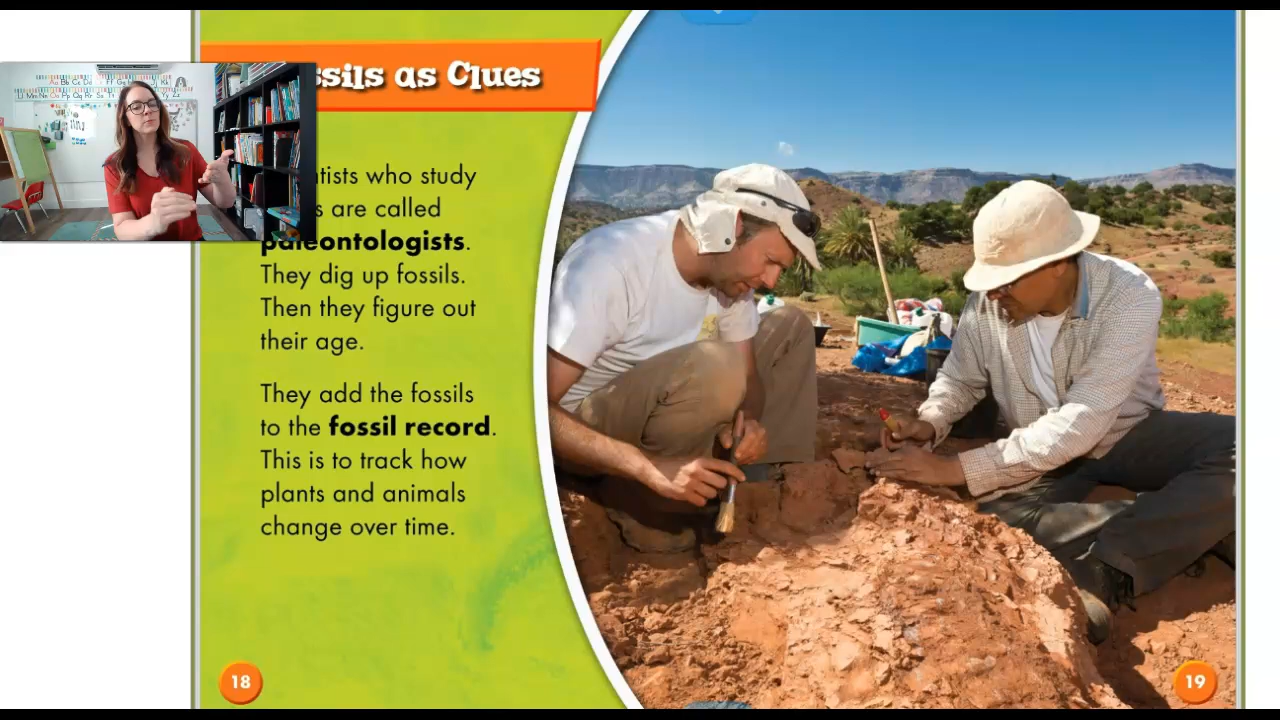 ssils as Clues
tists who study
s are called
paleontologists.
They dig up fossils.
Then they figure out
their age.
They add the fossils
to the fossil record.
This is to track how
plants and animals
change over time.
18
19